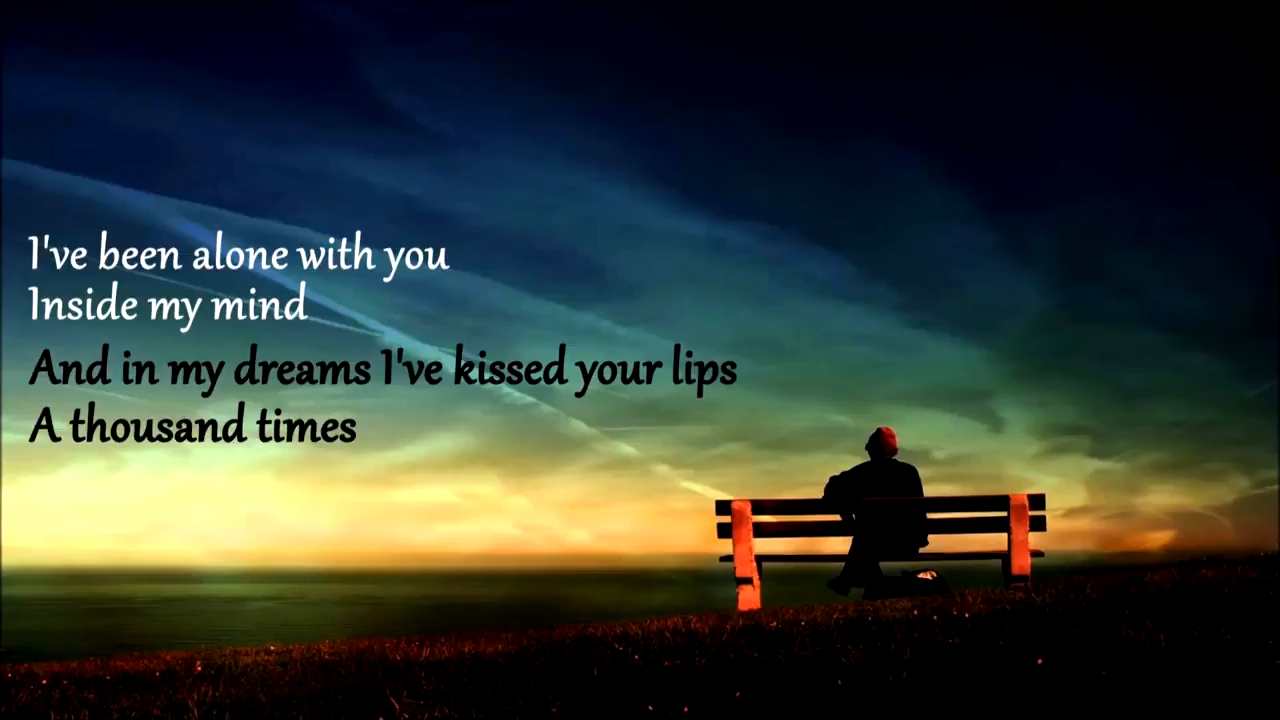 I've been alone with you
Inside my mind
And in my dreams I've kissed your lips
A thousand times